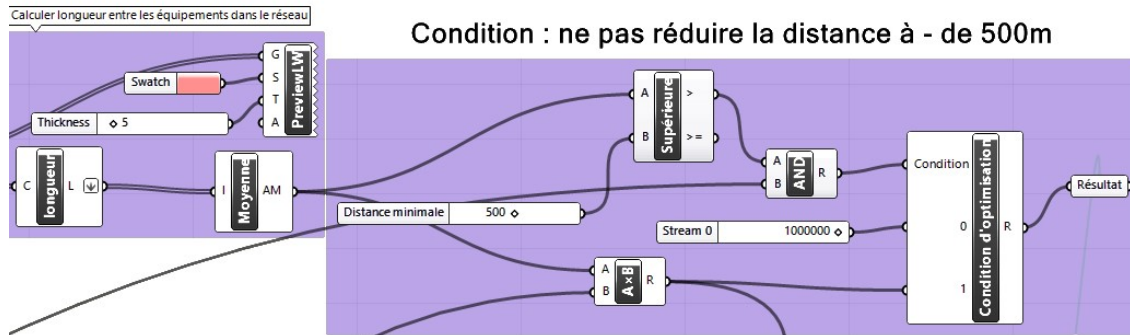 Calculer longueur entre les équipements dans le réseau
Condition : ne pas réduire la distance à - de 500m
G
S
T
A
PreviewLW
Swatch
Thickness
5
C
longueur
L
I
Moyenne
AM
Distance minimale
500
A
B
Supérieure
>
>=
A
B
AND
R
Stream 0
1000000
A
B
A×B
R
Condition
0
1
Condition d'optimisation
R
Résultat